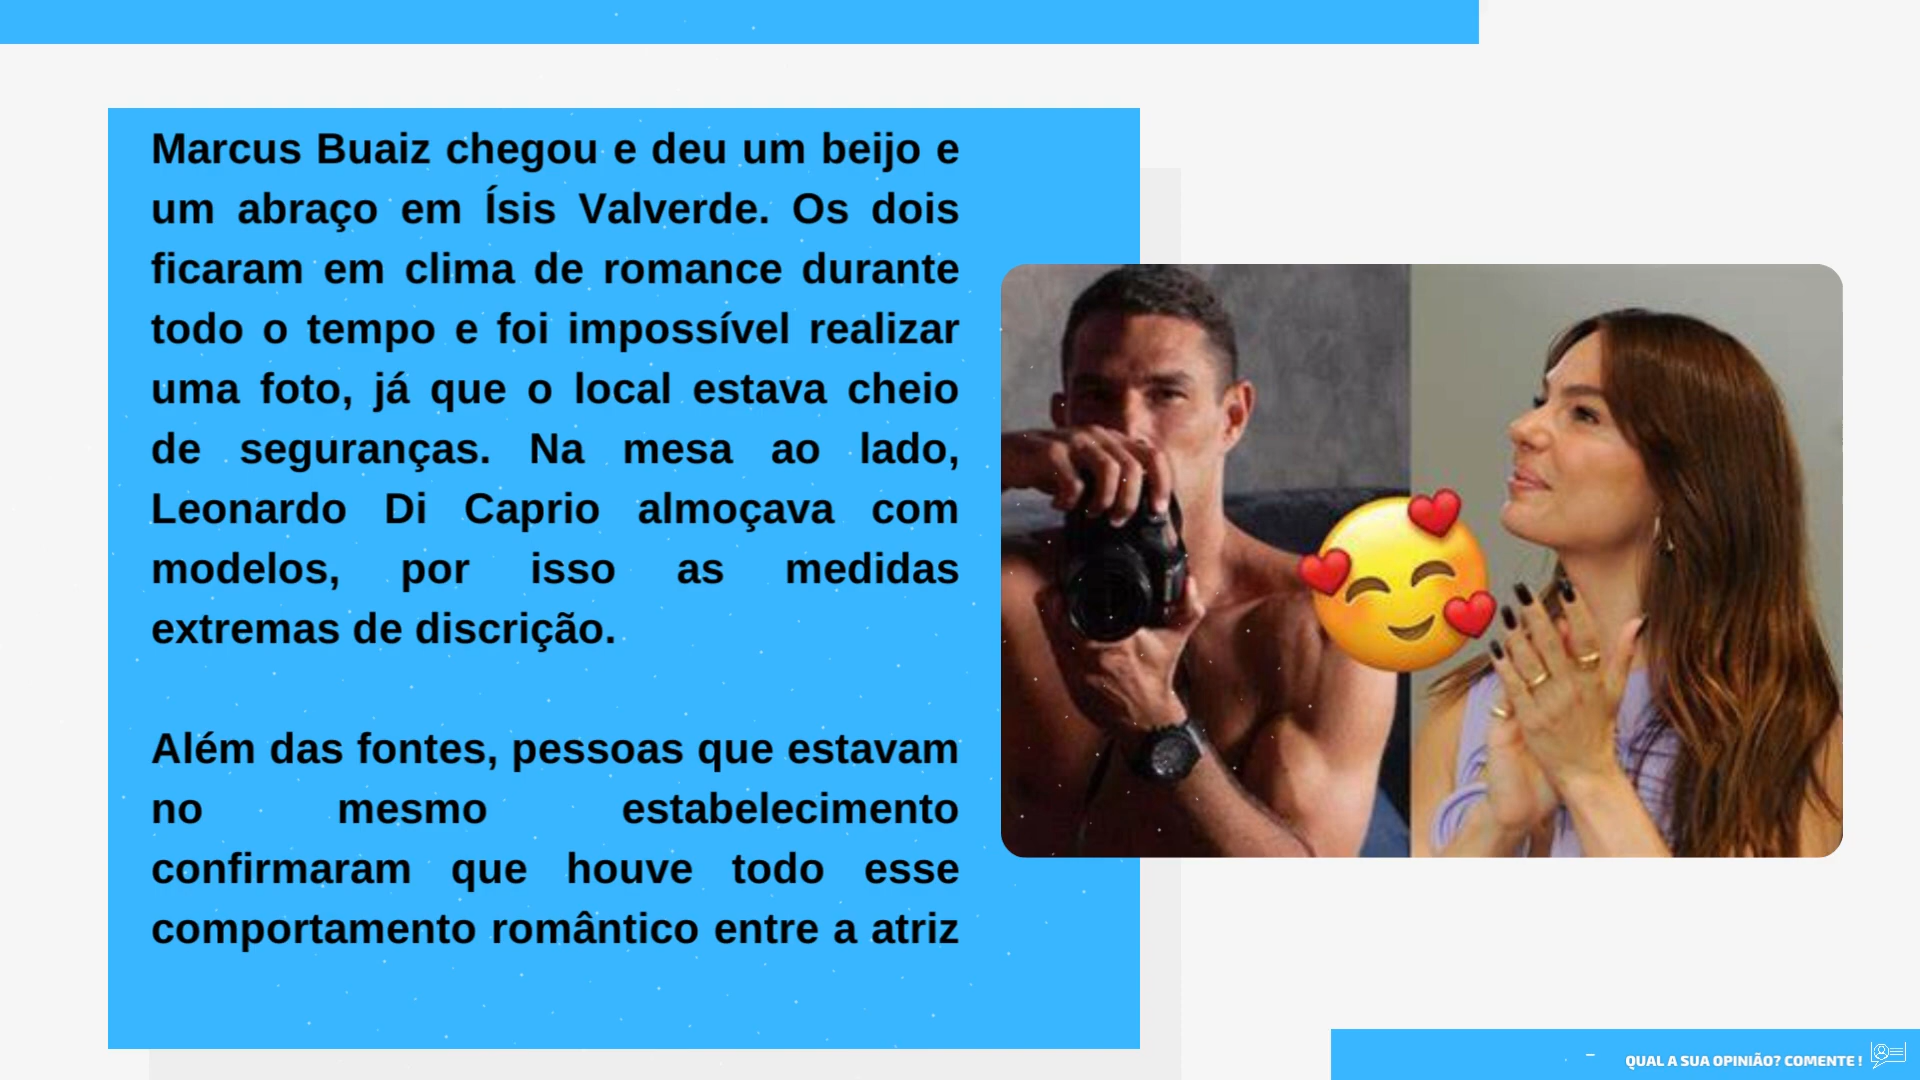 Marcus Buaiz chegou e deu um beijo e
um abraço em Ísis Valverde. Os dois
ficaram em clima de romance durante
todo o tempo e foi impossível realizar
uma foto, já que o local estava cheio
de seguranças. Na mesa ao lado,
Leonardo Di Caprio almoçava com
modelos, por isso as medidas
extremas de discrição.
Além das fontes, pessoas que estavam
no mesmo estabelecimento
confirmaram que houve todo esse
comportamento romântico entre a atriz
QUAL A SUA OPINIÃO? COMENTE !